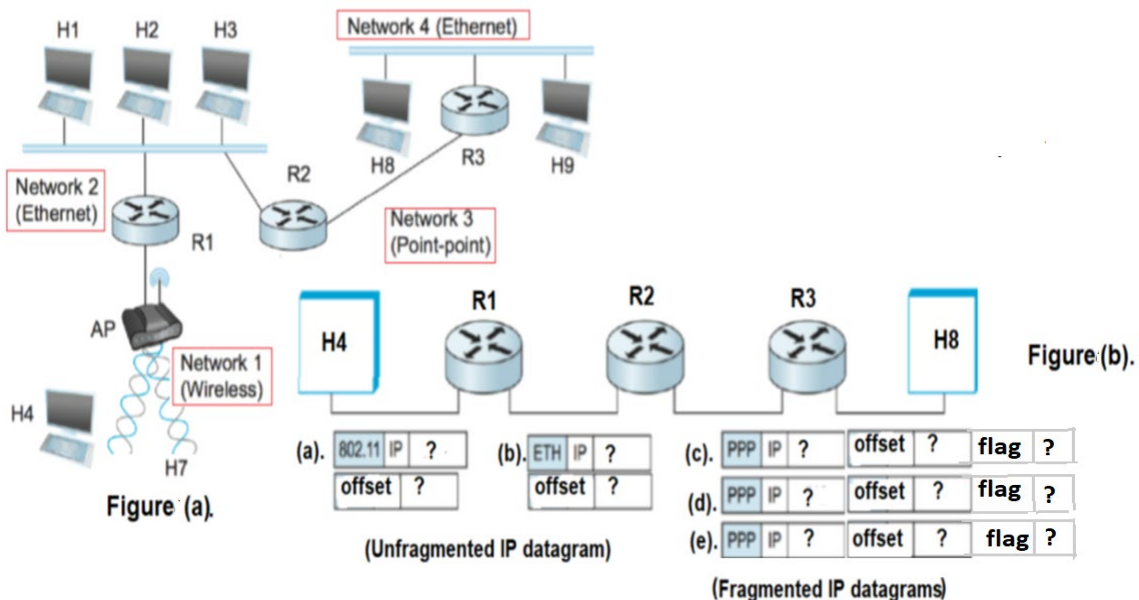 H1 H2 H3
Network 4 (Ethernet)
H8 R3 H9
Network 2
(Ethernet)
R1
R2
Network 3
(Point-point)
AP
Network 1
(Wireless)
H4
H7
Figure (a).
H4 R1 R2 R3 H8
Figure (b).
(a). 802.11 IP ?
offset ?
(b). ETH IP ?
offset ?
(Unfragmented IP datagram)
(c). PPP IP ? offset ? flag ?
(d). PPP IP ? offset ? flag ?
(e). PPP IP ? offset ? flag ?
(Fragmented IP datagrams)